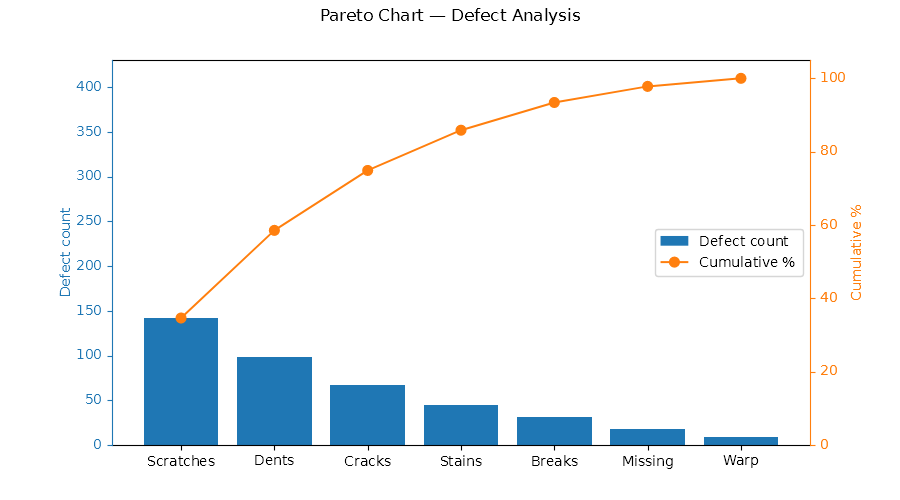 Pareto Chart — Defect Analysis
400
350
300
250
200
150
100
50
0
Defect count
100
80
60
40
20
0
Cumulative %
Defect count
Cumulative %
Scratches Dents Cracks Stains Breaks Missing Warp